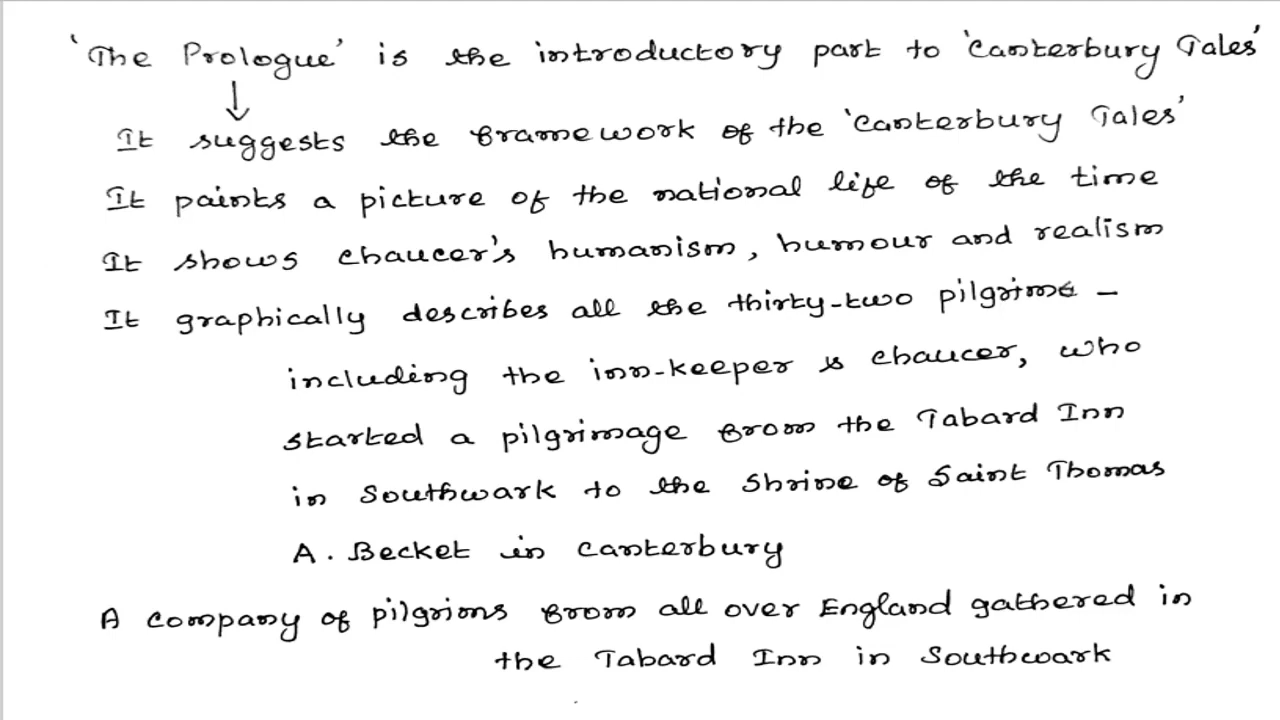 'The Prologue' is the introductory part to 'Canterbury Tales'
It suggests the framework of the 'Canterbury Tales'
It paints a picture of the national life of the time
It shows Chaucer's humanism, humour and realism
It graphically describes all the thirty-two pilgrims -
including the inn-keeper & Chaucer, who
started a pilgrimage from the Tabard Inn
in Southwark to the Shrine of Saint Thomas
A. Becket in Canterbury
A company of pilgrims from all over England gathered in
the Tabard Inn in Southwark